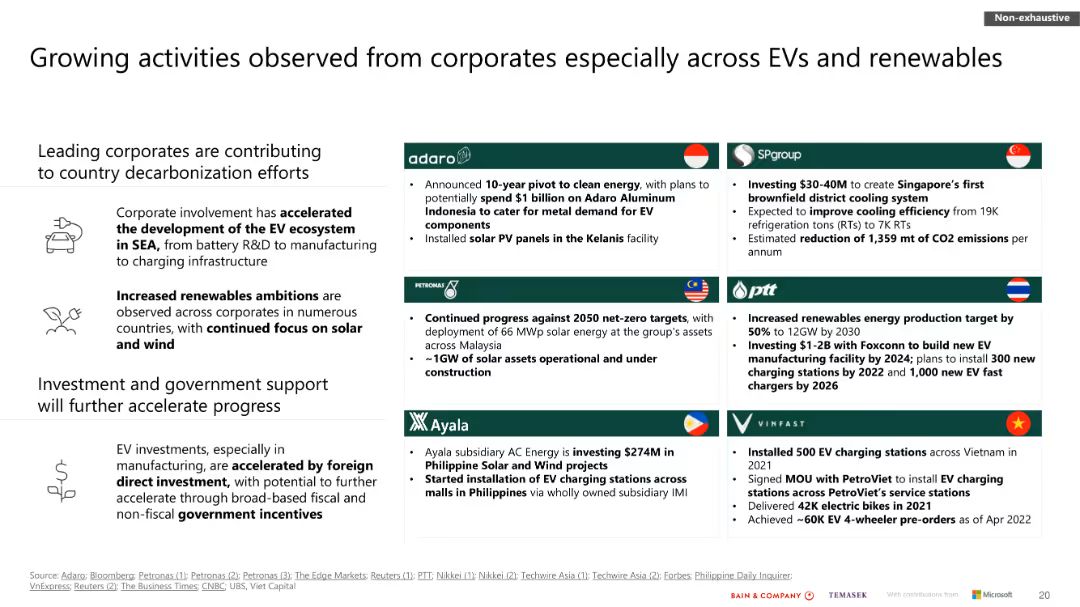 Non-exhaustive
Growing activities observed from corporates especially across EVs and renewables
Leading corporates are contributing
to country decarbonization efforts
Corporate involvement has accelerated
the development of the EV ecosystem
in SEA, from battery R&D to manufacturing
to charging infrastructure
Increased renewables ambitions are
observed across corporates in numerous
countries, with continued focus on solar
and wind
Investment and government support
will further accelerate progress
EV investments, especially in
manufacturing, are accelerated by foreign
direct investment, with potential to further
accelerate through broad-based fiscal and
non-fiscal government incentives
adaro
• Announced 10-year pivot to clean energy, with plans to
potentially spend $1 billion on Adaro Aluminum
Indonesia to cater for metal demand for EV
components
• Installed solar PV panels in the Kelanis facility
SPgroup
• Investing $30-40M to create Singapore's first
brownfield district cooling system
• Expected to improve cooling efficiency from 19K
refrigeration tons (RTs) to 7K RTs
• Estimated reduction of 1,359 mt of CO2 emissions per
annum
PETRONAS
• Continued progress against 2050 net-zero targets, with
deployment of 66 MWp solar energy at the group's assets
across Malaysia
• ~1GW of solar assets operational and under
construction
ptt
• Increased renewables energy production target by
50% to 12GW by 2030
• Investing $1-2B with Foxconn to build new EV
manufacturing facility by 2024; plans to install 300 new
charging stations by 2022 and 1,000 new EV fast
chargers by 2026
Ayala
• Ayala subsidiary AC Energy is investing $274M in
Philippine Solar and Wind projects
• Started installation of EV charging stations across
malls in Philippines via wholly owned subsidiary IMI
VINFAST
• Installed 500 EV charging stations across Vietnam in
2021
• Signed MOU with PetroViet to install EV charging
stations across PetroViet's service stations
• Delivered 42K electric bikes in 2021
• Achieved ~60K EV 4-wheeler pre-orders as of Apr 2022
Source: Adaro; Bloomberg; Petronas (1); Petronas (2); Petronas (3); The Edge Markets; Reuters (1); PTT; Nikkei (1); Nikkei (2); Techwire Asia (1); Techwire Asia (2); Forbes; Philippine Daily Inquirer;
VnExpress; Reuters (2); The Business Times; CNBC; UBS, Viet Capital
BAIN & COMPANY
TEMASEK
With contributions from
Microsoft
20